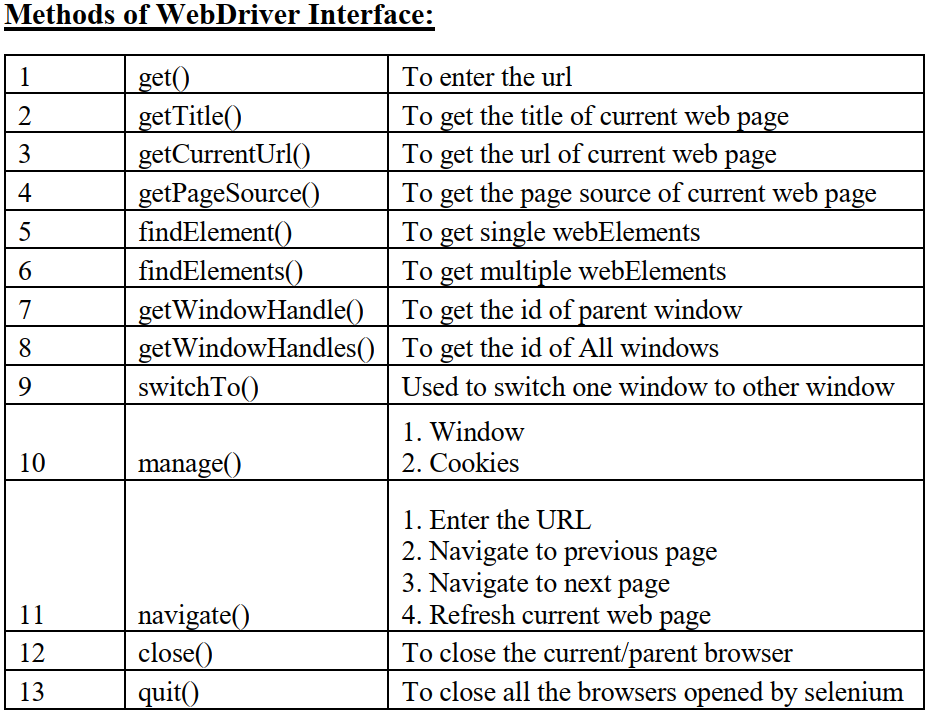 Methods of WebDriver Interface:
1 get() To enter the url
2 getTitle() To get the title of current web page
3 getCurrentUrl() To get the url of current web page
4 getPageSource() To get the page source of current web page
5 findElement() To get single webElements
6 findElements() To get multiple webElements
7 getWindowHandle() To get the id of parent window
8 getWindowHandles() To get the id of All windows
9 switchTo() Used to switch one window to other window
1. Window
10 manage() 2. Cookies
1. Enter the URL
2. Navigate to previous page
3. Navigate to next page
11 navigate() 4. Refresh current web page
12 close() To close the current/parent browser
13 quit() To close all the browsers opened by selenium